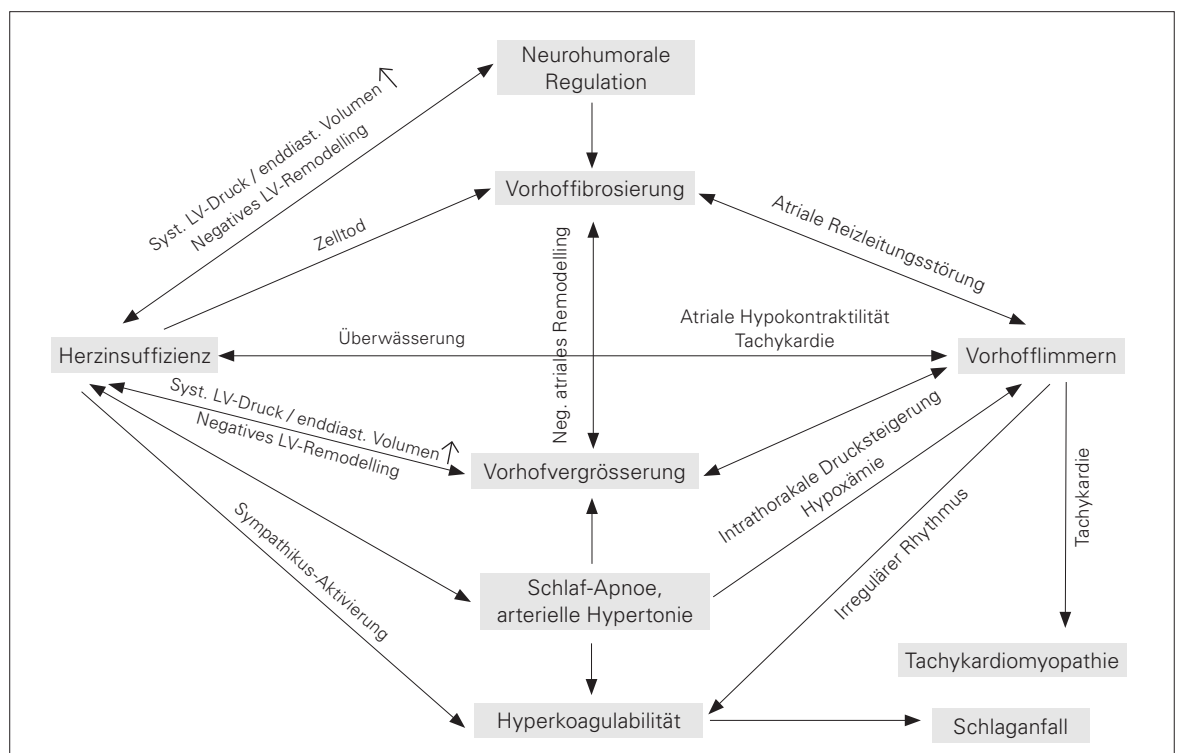 Neurohumorale
Regulation
Syst. LV-Druck / enddiast. Volumen ↑
Negatives LV-Remodelling
Vorhoffibrosierung
Zelltod
Atriale Reizleitungsstörung
Neg. atriales Remodelling
Überwässerung
Atriale Hypokontraktilität
Tachykardie
Herzinsuffizienz
Vorhofflimmern
Syst. LV-Druck / enddiast. Volumen ↑
Negatives LV-Remodelling
Vorhofvergrösserung
Intrathorakale Drucksteigerung
Hypoxämie
Irregulärer Rhythmus
Tachykardie
Sympathikus-Aktivierung
Schlaf-Apnoe,
arterielle Hypertonie
Tachykardiomyopathie
Hyperkoagulabilität
Schlaganfall